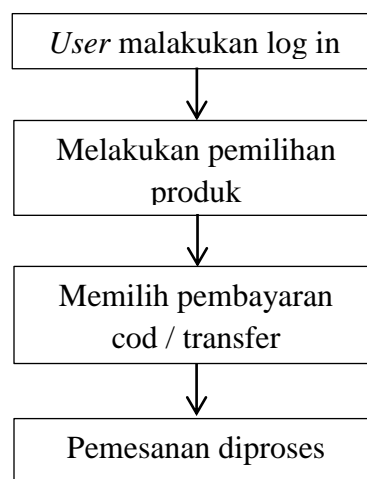 User malakukan log in
Melakukan pemilihan
produk
Memilih pembayaran
cod / transfer
Pemesanan diproses